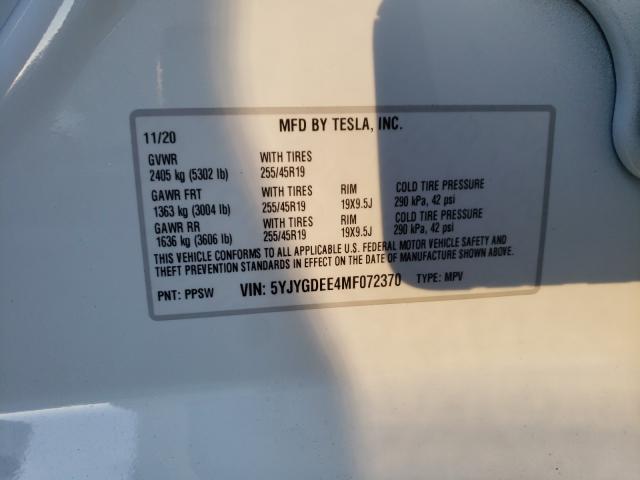 11/20 MFD BY TESLA, INC.
GVWR WITH TIRES
2405 kg (5302 lb) 255/45R19
GAWR FRT WITH TIRES RIM COLD TIRE PRESSURE
1363 kg (3004 lb) 255/45R19 19X9.5J 290 kPa, 42 psi
GAWR RR WITH TIRES RIM COLD TIRE PRESSURE
1636 kg (3606 lb) 255/45R19 19X9.5J 290 kPa, 42 psi
THIS VEHICLE CONFORMS TO ALL APPLICABLE U.S. FEDERAL MOTOR VEHICLE SAFETY AND
THEFT PREVENTION STANDARDS IN EFFECT ON THE DATE OF MANUFACTURE SHOWN ABOVE.
PNT: PPSW VIN: 5YJYGDEE4MF072370 TYPE: MPV